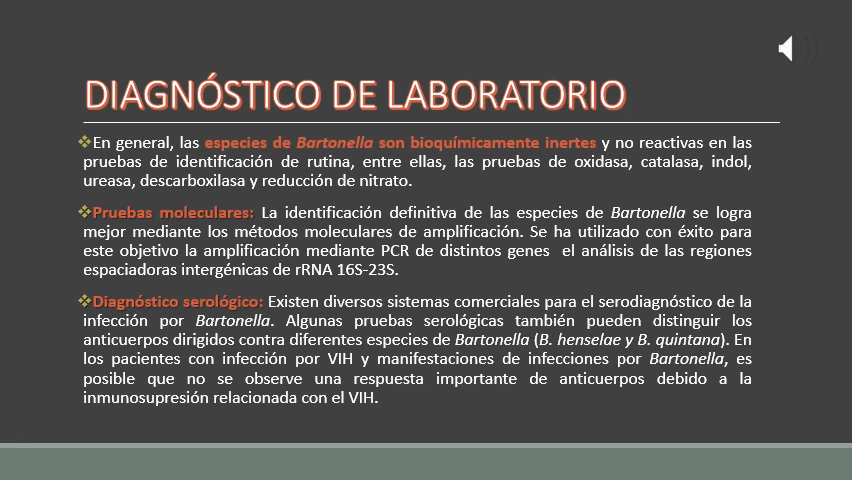 DIAGNÓSTICO DE LABORATORIO
❖En general, las especies de Bartonella son bioquímicamente inertes y no reactivas en las
pruebas de identificación de rutina, entre ellas, las pruebas de oxidasa, catalasa, indol,
ureasa, descarboxilasa y reducción de nitrato.
❖Pruebas moleculares: La identificación definitiva de las especies de Bartonella se logra
mejor mediante los métodos moleculares de amplificación. Se ha utilizado con éxito para
este objetivo la amplificación mediante PCR de distintos genes el análisis de las regiones
espaciadoras intergénicas de rRNA 16S-23S.
❖Diagnóstico serológico: Existen diversos sistemas comerciales para el serodiagnóstico de la
infección por Bartonella. Algunas pruebas serológicas también pueden distinguir los
anticuerpos dirigidos contra diferentes especies de Bartonella (B. henselae y B. quintana). En
los pacientes con infección por VIH y manifestaciones de infecciones por Bartonella, es
posible que no se observe una respuesta importante de anticuerpos debido a la
inmunosupresión relacionada con el VIH.